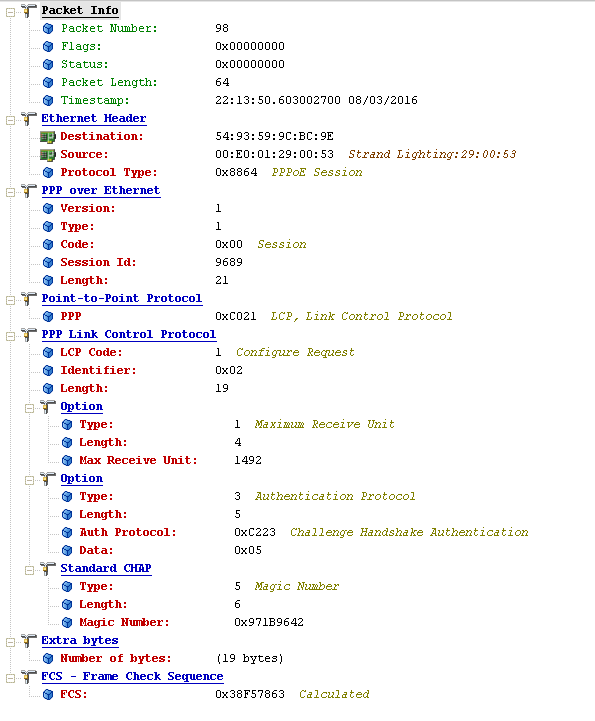 Packet Info
Packet Number: 98
Flags: 0x00000000
Status: 0x00000000
Packet Length: 64
Timestamp: 22:13:50.603002700 08/03/2016
Ethernet Header
Destination: 54:93:59:9C:BC:9E
Source: 00:E0:01:29:00:53 Strand Lighting:29:00:53
Protocol Type: 0x8864 PPPoE Session
PPP over Ethernet
Version: 1
Type: 1
Code: 0x00 Session
Session Id: 9689
Length: 21
Point-to-Point Protocol
PPP 0xC021 LCP, Link Control Protocol
PPP Link Control Protocol
LCP Code: 1 Configure Request
Identifier: 0x02
Length: 19
Option
Type: 1 Maximum Receive Unit
Length: 4
Max Receive Unit: 1492
Option
Type: 3 Authentication Protocol
Length: 5
Auth Protocol: 0xC223 Challenge Handshake Authentication
Data: 0x05
Standard CHAP
Type: 5 Magic Number
Length: 6
Magic Number: 0x971B9642
Extra bytes
Number of bytes: (19 bytes)
FCS - Frame Check Sequence
FCS: 0x38F57863 Calculated